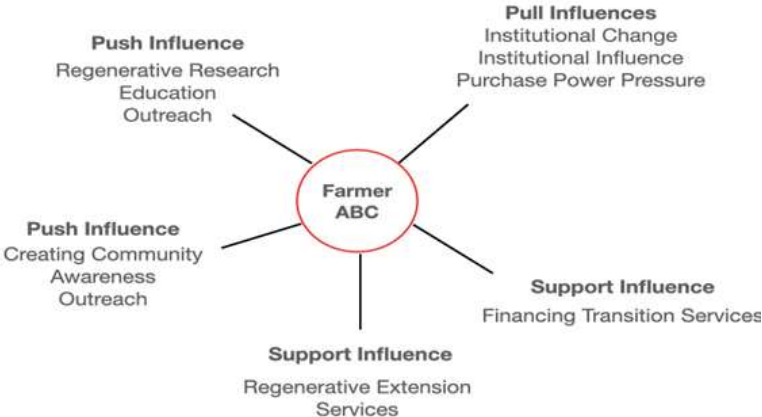 Push Influence
Regenerative Research
Education
Outreach
Pull Influences
Institutional Change
Institutional Influence
Purchase Power Pressure
Farmer
ABC
Push Influence
Creating Community
Awareness
Outreach
Support Influence
Financing Transition Services
Support Influence
Regenerative Extension
Services